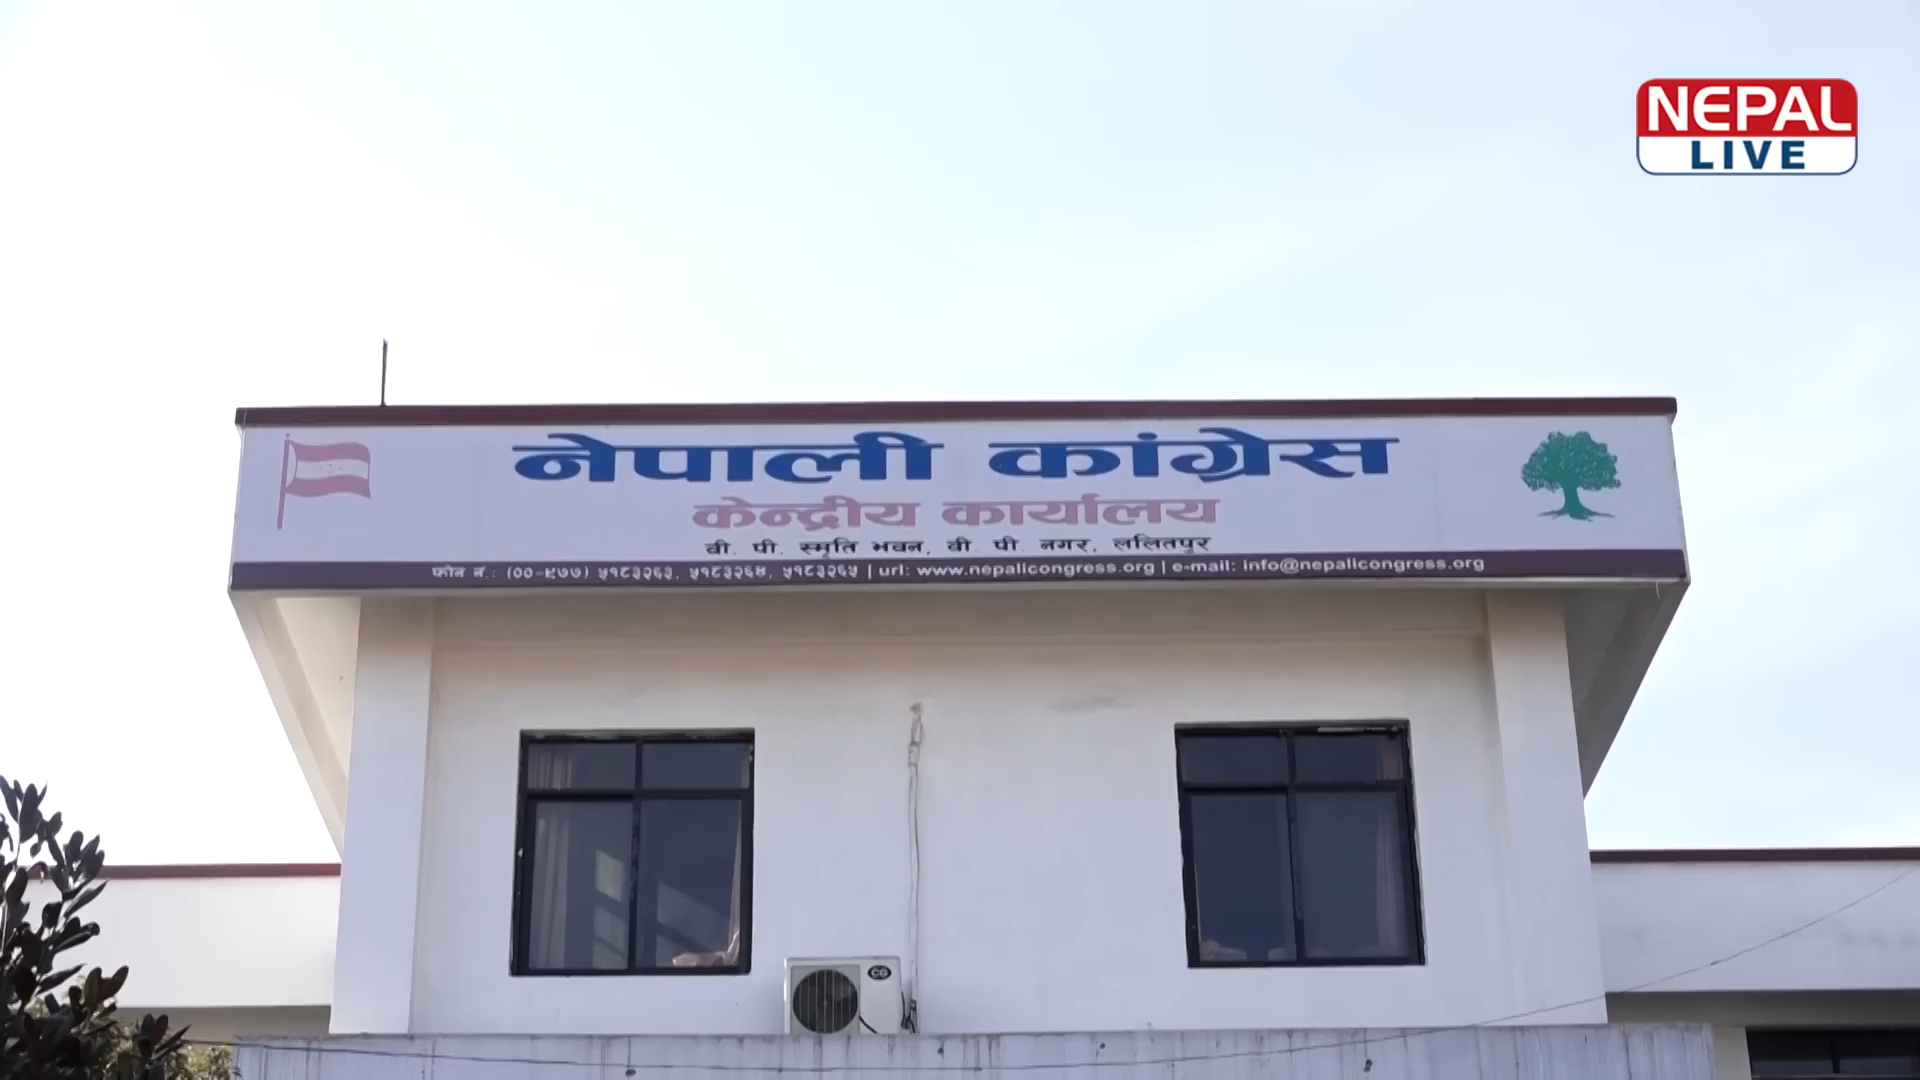 NEPAL
LIVE
नेपाली कांग्रेस
केन्द्रीय कार्यालय
बी. पी. स्मृति भवन, बी. पी. नगर, ललितपुर
फोन नं.: (००-९७७) ५१८३२६३, ५१८३२६४, ५१८३२६५ | url: www.nepalicongress.org | e-mail: info@nepalicongress.org
CG